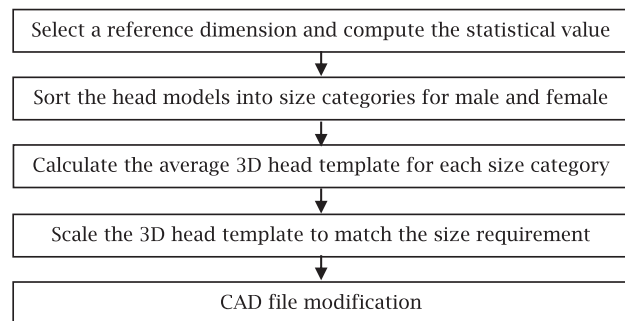 Select a reference dimension and compute the statistical value
Sort the head models into size categories for male and female
Calculate the average 3D head template for each size category
Scale the 3D head template to match the size requirement
CAD file modification